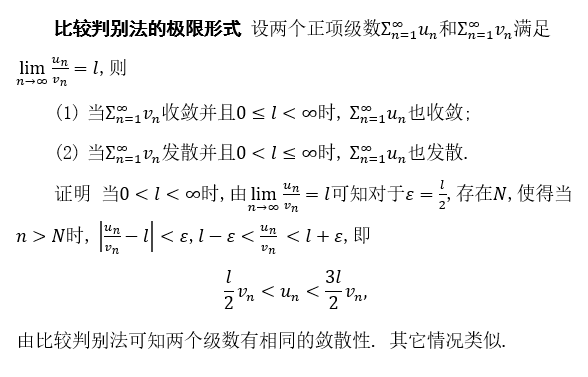 比较判别法的极限形式 设两个正项级数Σ_{n=1}^{∞}u_n和Σ_{n=1}^{∞}v_n满足
lim_{n→∞} u_n/v_n = l, 则
(1) 当Σ_{n=1}^{∞}v_n收敛并且0 ≤ l < ∞时, Σ_{n=1}^{∞}u_n也收敛;
(2) 当Σ_{n=1}^{∞}v_n发散并且0 < l ≤ ∞时, Σ_{n=1}^{∞}u_n也发散.
证明 当0 < l < ∞时, 由lim_{n→∞} u_n/v_n = l可知对于ε = l/2, 存在N, 使得当
n > N时, |u_n/v_n − l| < ε, l − ε < u_n/v_n < l + ε, 即
l/2 v_n < u_n < 3l/2 v_n,
由比较判别法可知两个级数有相同的敛散性. 其它情况类似.